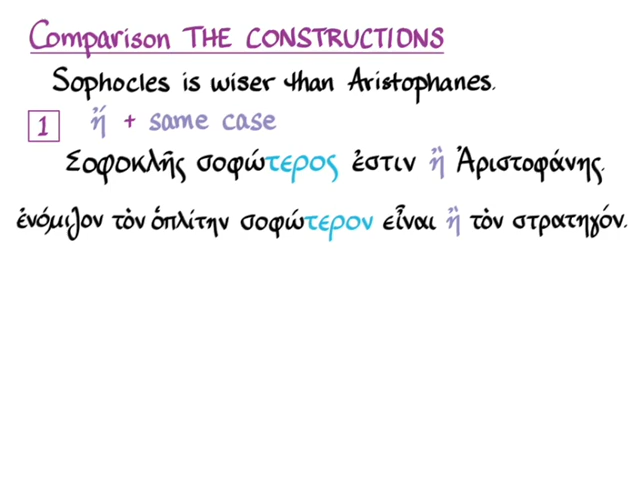 Comparison THE CONSTRUCTIONS
Sophocles is wiser than Aristophanes.
1 ἤ + same case
Σοφοκλῆς σοφώτερος ἐστιν ἢ Ἀριστοφάνης.
ἐνόμιζον τὸν ὁπλίτην σοφώτερον εἶναι ἢ τὸν στρατηγόν.